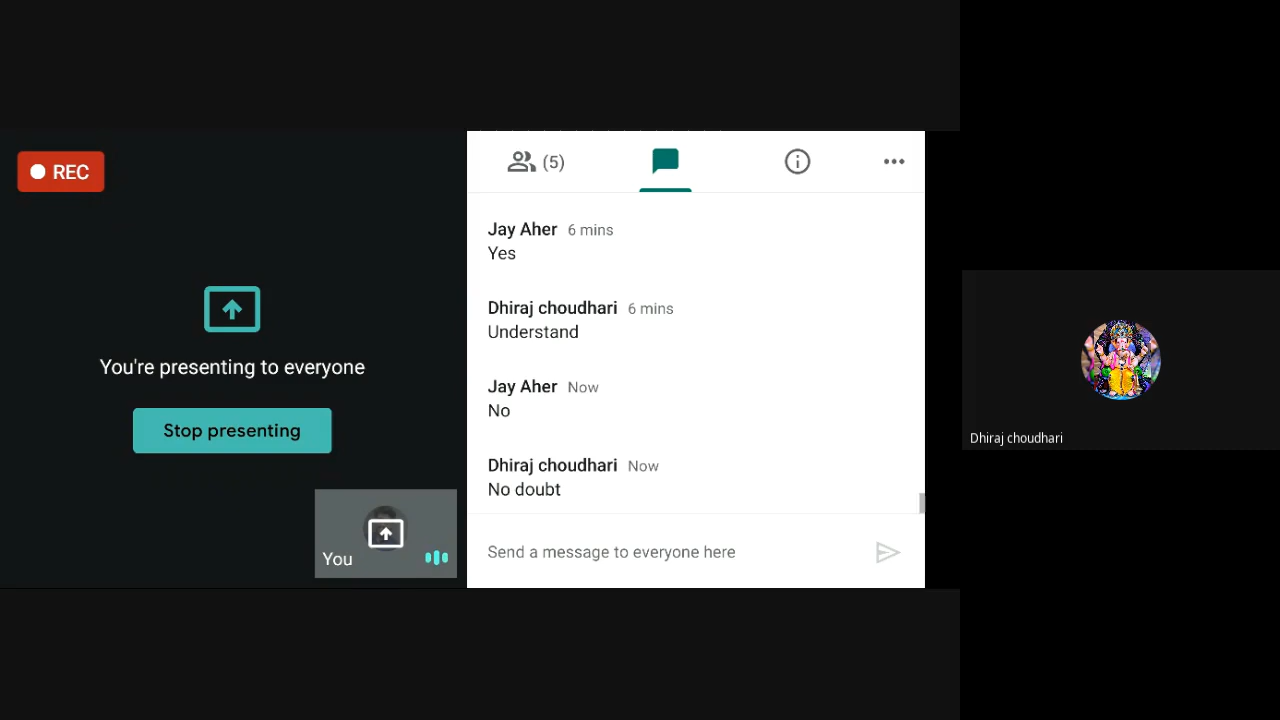 REC
You're presenting to everyone
Stop presenting
You
(5)
Jay Aher 6 mins
Yes
Dhiraj choudhari 6 mins
Understand
Jay Aher Now
No
Dhiraj choudhari Now
No doubt
Send a message to everyone here
Dhiraj choudhari